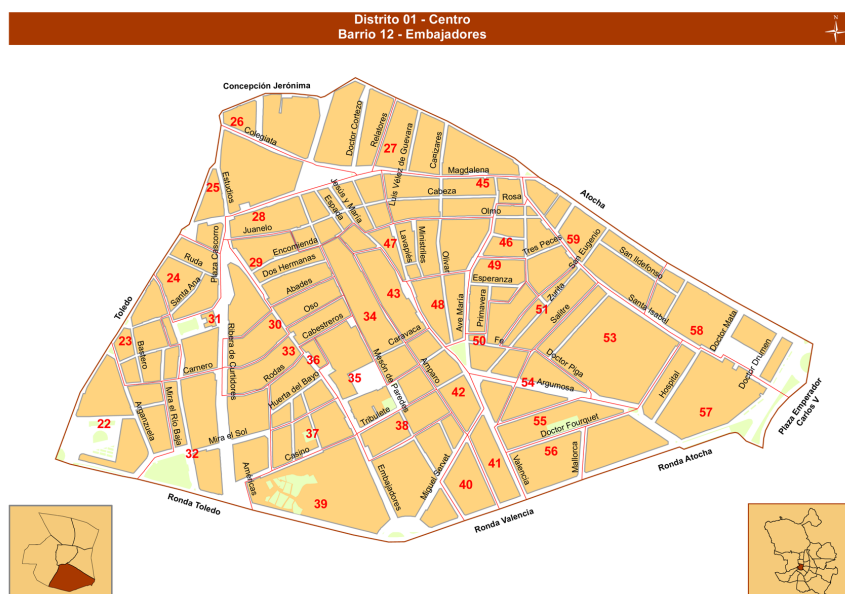 Distrito 01 - Centro
Barrio 12 - Embajadores
N
Concepción Jerónima
26
Colegiata
Doctor Cortezo
Relatores
27
Luis Vélez de Guevara
Cañizares
Magdalena
45
Atocha
25
Estudios
Jesús y María
Espada
Cabeza
Rosa
Olmo
28
Juanelo
Plaza Cascorro
Encomienda
29
Dos Hermanas
47
Lavapiés
Ministriles
Olivar
46
Tres Peces
59
San Eugenio
San Ildefonso
Ruda
24
Santa Ana
Abades
Oso
43
48
49
Esperanza
Ave María
Primavera
Zurita
51
Salitre
Santa Isabel
58
Doctor Mata
Toledo
31
30
Ribera de Curtidores
Cabestreros
34
Caravaca
50
Fé
53
23
Bastero
Carnero
33
36
Rodas
Mesón de Paredes
Amparo
Doctor Piga
54
Argumosa
Hospital
Doctor Drumen
Huerta del Bayo
35
42
Plaza Emperador
Carlos V
22
Arganzuela
Mira el Río Baja
Mira el Sol
37
Tribulete
38
55
Doctor Fourquet
57
32
Casino
Américas
56
Mallorca
41
Valencia
Miguel Servet
40
Embajadores
39
Ronda Toledo
Ronda Valencia
Ronda Atocha